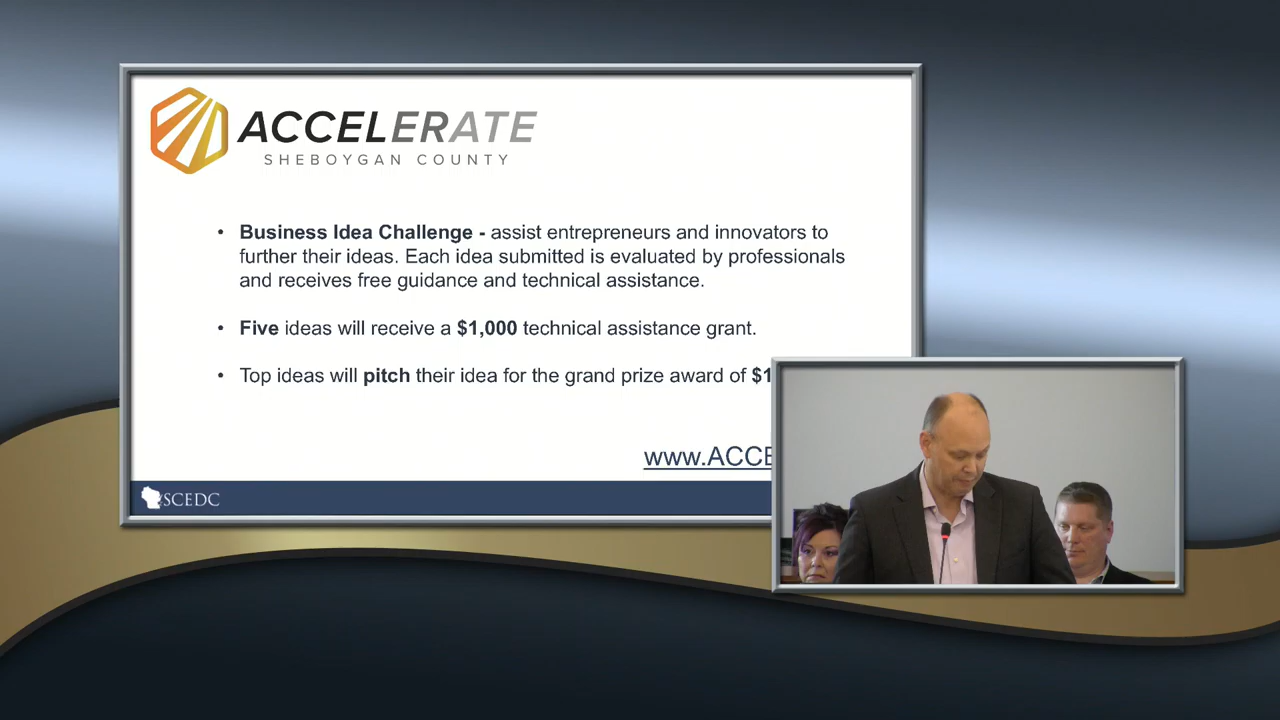 ACCELERATE
SHEBOYGAN COUNTY
• Business Idea Challenge - assist entrepreneurs and innovators to
further their ideas. Each idea submitted is evaluated by professionals
and receives free guidance and technical assistance.
• Five ideas will receive a $1,000 technical assistance grant.
• Top ideas will pitch their idea for the grand prize award of $1
www.ACCE
SCEDC